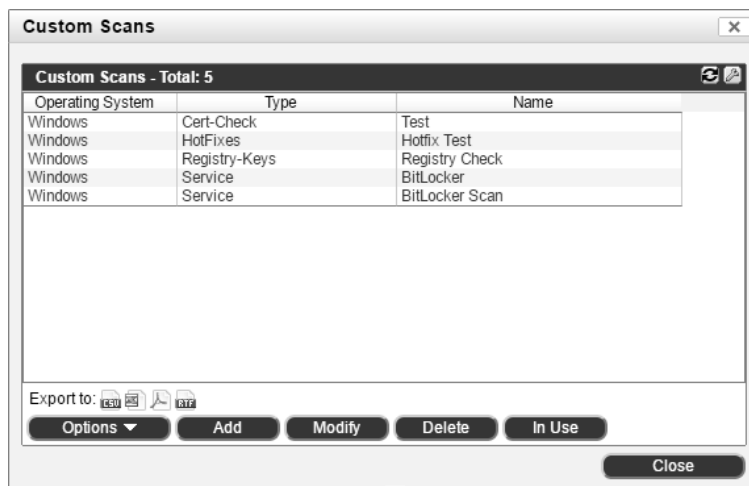 Custom Scans
Custom Scans - Total: 5
Operating System Type Name
Windows Cert-Check Test
Windows HotFixes Hotfix Test
Windows Registry-Keys Registry Check
Windows Service BitLocker
Windows Service BitLocker Scan
Export to: CSV RTF
Options Add Modify Delete In Use
Close